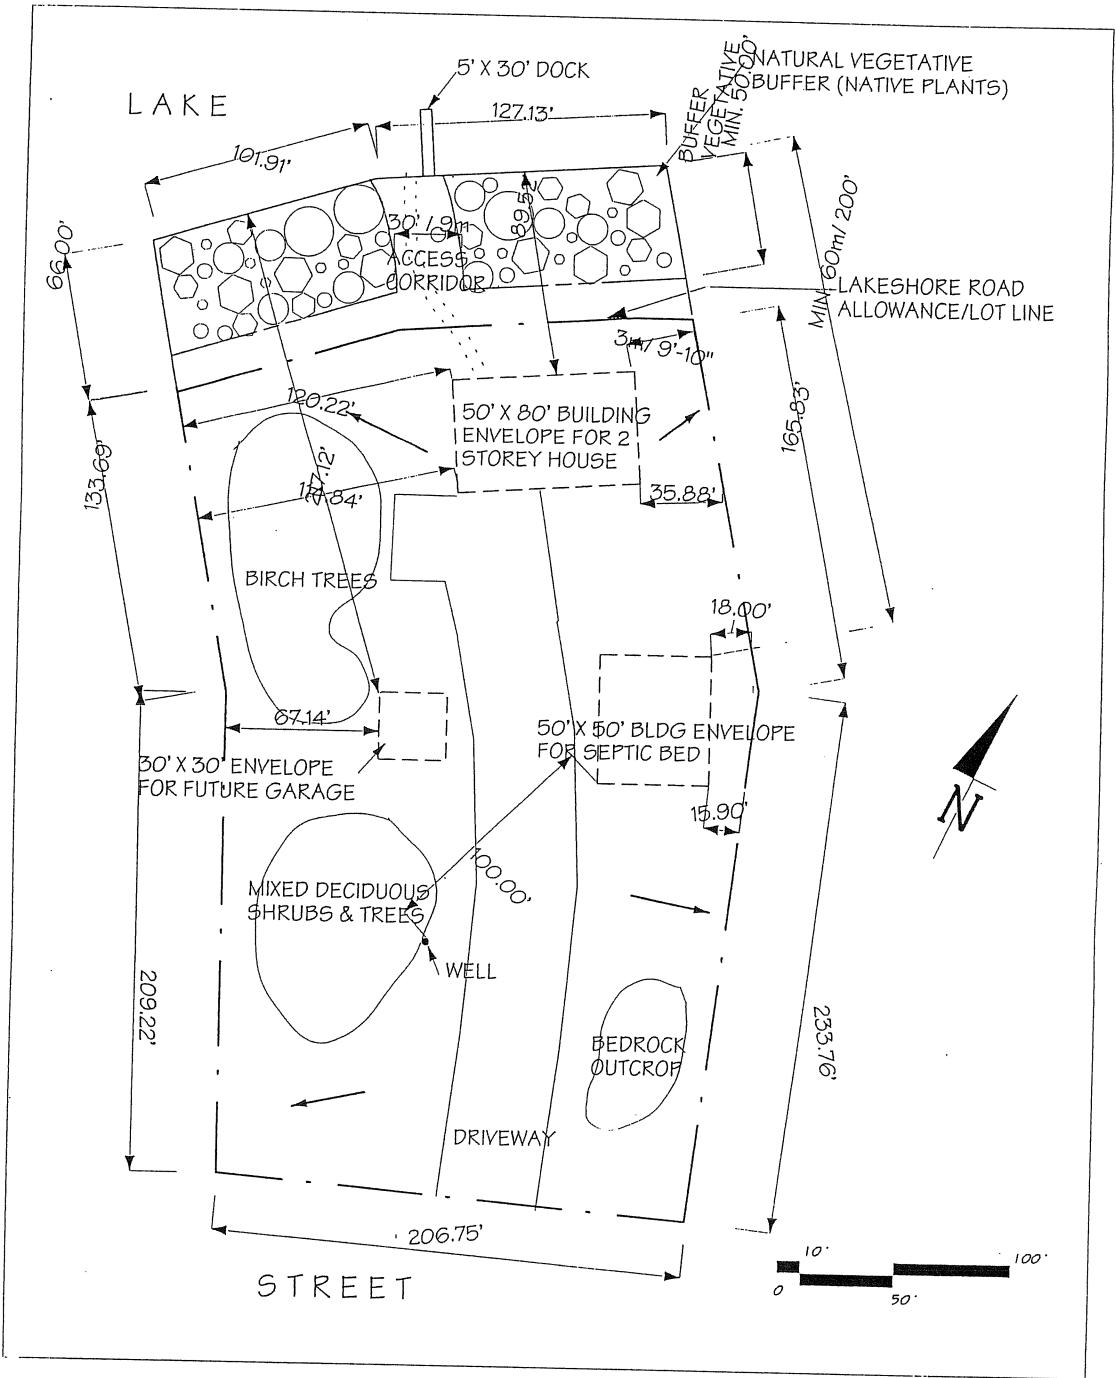 5' X 30' DOCK
NATURAL VEGETATIVE
BUFFER (NATIVE PLANTS)
LAKE
127.13'
BUFFER
VEGETATIVE
MIN. 50.00'
101.91'
66.00'
30' / 9m
ACCESS
CORRIDOR
89.52'
MIN. 60m/200'
LAKESHORE ROAD
ALLOWANCE/LOT LINE
3m/ 9'-10"
120.22'
50' X 80' BUILDING
ENVELOPE FOR 2
STOREY HOUSE
165.83'
133.69'
35.88'
BIRCH TREES
18.00'
67.14'
50' X 50' BLDG ENVELOPE
FOR SEPTIC BED
30' X 30' ENVELOPE
FOR FUTURE GARAGE
15.90'
N
100.00'
MIXED DECIDUOUS
SHRUBS & TREES
WELL
209.22'
233.76'
BEDROCK
OUTCROP
DRIVEWAY
206.75'
STREET
10'
100'
0
50'